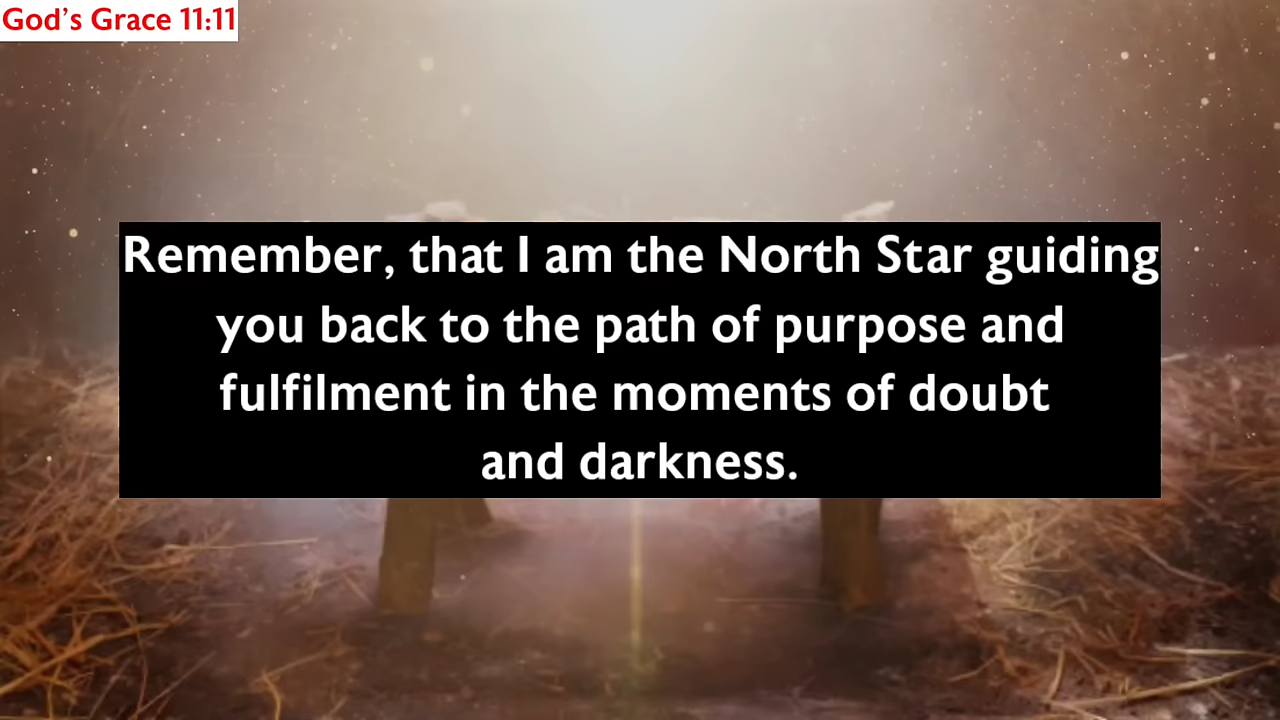 God's Grace 11:11
Remember, that I am the North Star guiding
you back to the path of purpose and
fulfilment in the moments of doubt
and darkness.